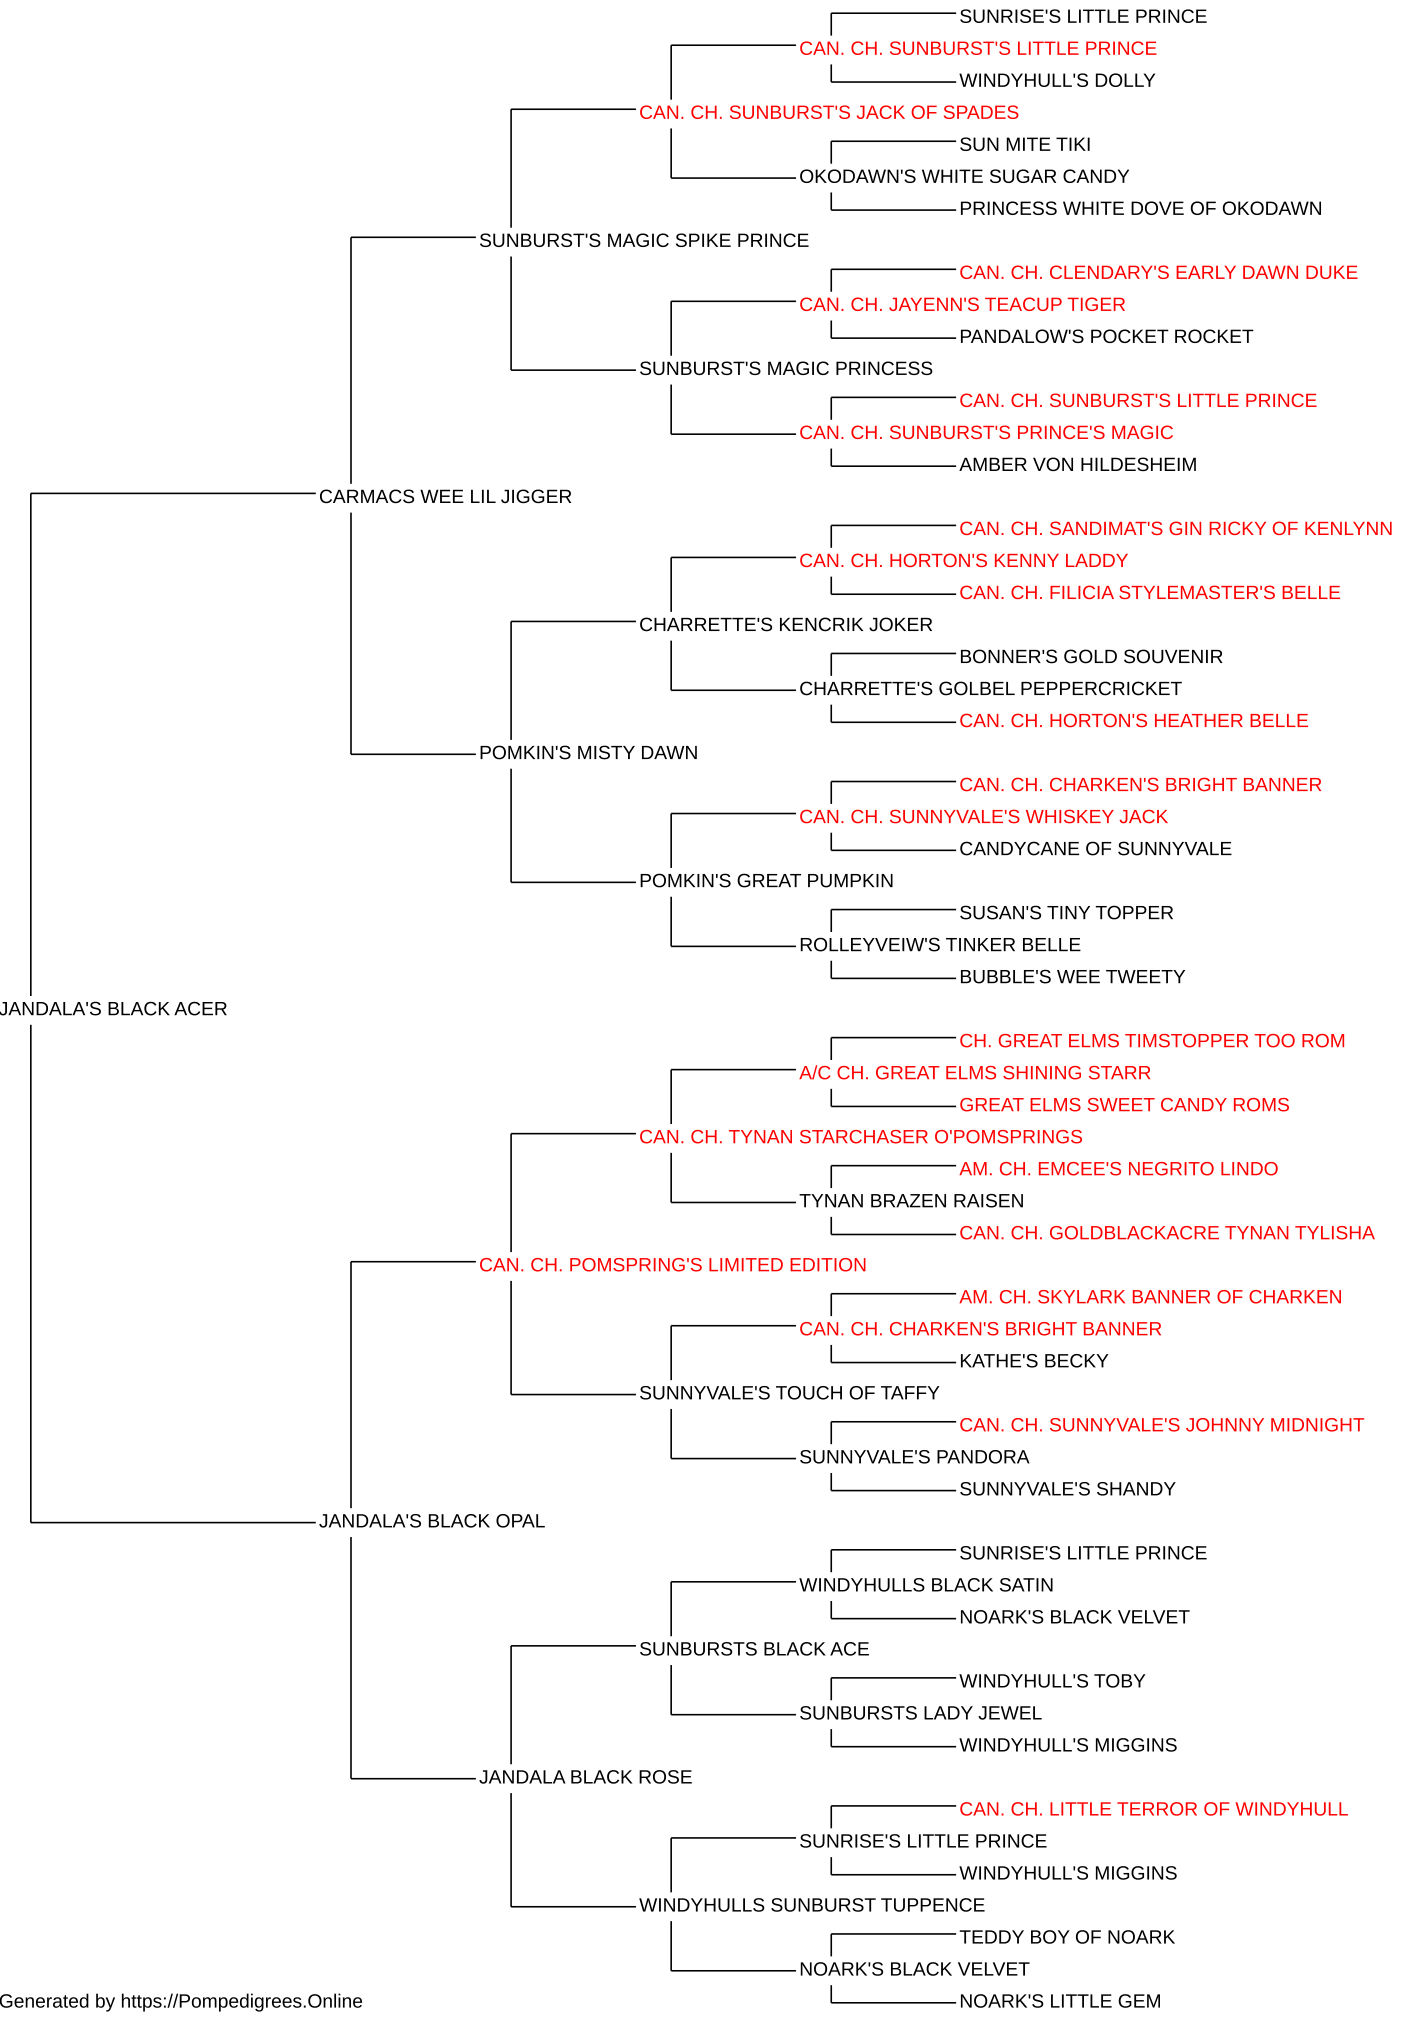 SUNRISE'S LITTLE PRINCE
CAN. CH. SUNBURST'S LITTLE PRINCE
WINDYHULL'S DOLLY
CAN. CH. SUNBURST'S JACK OF SPADES
SUN MITE TIKI
OKODAWN'S WHITE SUGAR CANDY
PRINCESS WHITE DOVE OF OKODAWN
SUNBURST'S MAGIC SPIKE PRINCE
CAN. CH. CLENDARY'S EARLY DAWN DUKE
CAN. CH. JAYENN'S TEACUP TIGER
PANDALOW'S POCKET ROCKET
SUNBURST'S MAGIC PRINCESS
CAN. CH. SUNBURST'S LITTLE PRINCE
CAN. CH. SUNBURST'S PRINCE'S MAGIC
AMBER VON HILDESHEIM
CARMACS WEE LIL JIGGER
CAN. CH. SANDIMAT'S GIN RICKY OF KENLYNN
CAN. CH. HORTON'S KENNY LADDY
CAN. CH. FILICIA STYLEMASTER'S BELLE
CHARRETTE'S KENCRIK JOKER
BONNER'S GOLD SOUVENIR
CHARRETTE'S GOLBEL PEPPERCRICKET
CAN. CH. HORTON'S HEATHER BELLE
POMKIN'S MISTY DAWN
CAN. CH. CHARKEN'S BRIGHT BANNER
CAN. CH. SUNNYVALE'S WHISKEY JACK
CANDYCANE OF SUNNYVALE
POMKIN'S GREAT PUMPKIN
SUSAN'S TINY TOPPER
ROLLEYVEIW'S TINKER BELLE
BUBBLE'S WEE TWEETY
JANDALA'S BLACK ACER
CH. GREAT ELMS TIMSTOPPER TOO ROM
A/C CH. GREAT ELMS SHINING STARR
GREAT ELMS SWEET CANDY ROMS
CAN. CH. TYNAN STARCHASER O'POMSPRINGS
AM. CH. EMCEE'S NEGRITO LINDO
TYNAN BRAZEN RAISEN
CAN. CH. GOLDBLACKACRE TYNAN TYLISHA
CAN. CH. POMSPRING'S LIMITED EDITION
AM. CH. SKYLARK BANNER OF CHARKEN
CAN. CH. CHARKEN'S BRIGHT BANNER
KATHE'S BECKY
SUNNYVALE'S TOUCH OF TAFFY
CAN. CH. SUNNYVALE'S JOHNNY MIDNIGHT
SUNNYVALE'S PANDORA
SUNNYVALE'S SHANDY
JANDALA'S BLACK OPAL
SUNRISE'S LITTLE PRINCE
WINDYHULLS BLACK SATIN
NOARK'S BLACK VELVET
SUNBURSTS BLACK ACE
WINDYHULL'S TOBY
SUNBURSTS LADY JEWEL
WINDYHULL'S MIGGINS
JANDALA BLACK ROSE
CAN. CH. LITTLE TERROR OF WINDYHULL
SUNRISE'S LITTLE PRINCE
WINDYHULL'S MIGGINS
WINDYHULLS SUNBURST TUPPENCE
TEDDY BOY OF NOARK
NOARK'S BLACK VELVET
NOARK'S LITTLE GEM
Generated by https://Pompedigrees.Online